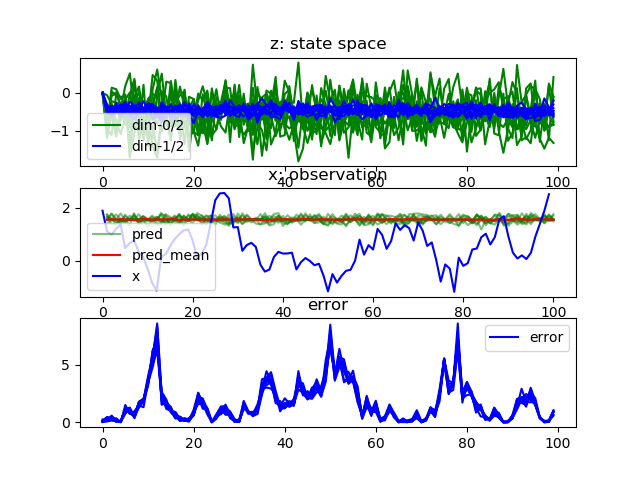 z: state space
0
−1
dim-0/2
dim-1/2
0 20 40 60 80 100
x: observation
2
0
pred
pred_mean
x
0 20 40 60 80 100
error
5
0
error
0 20 40 60 80 100